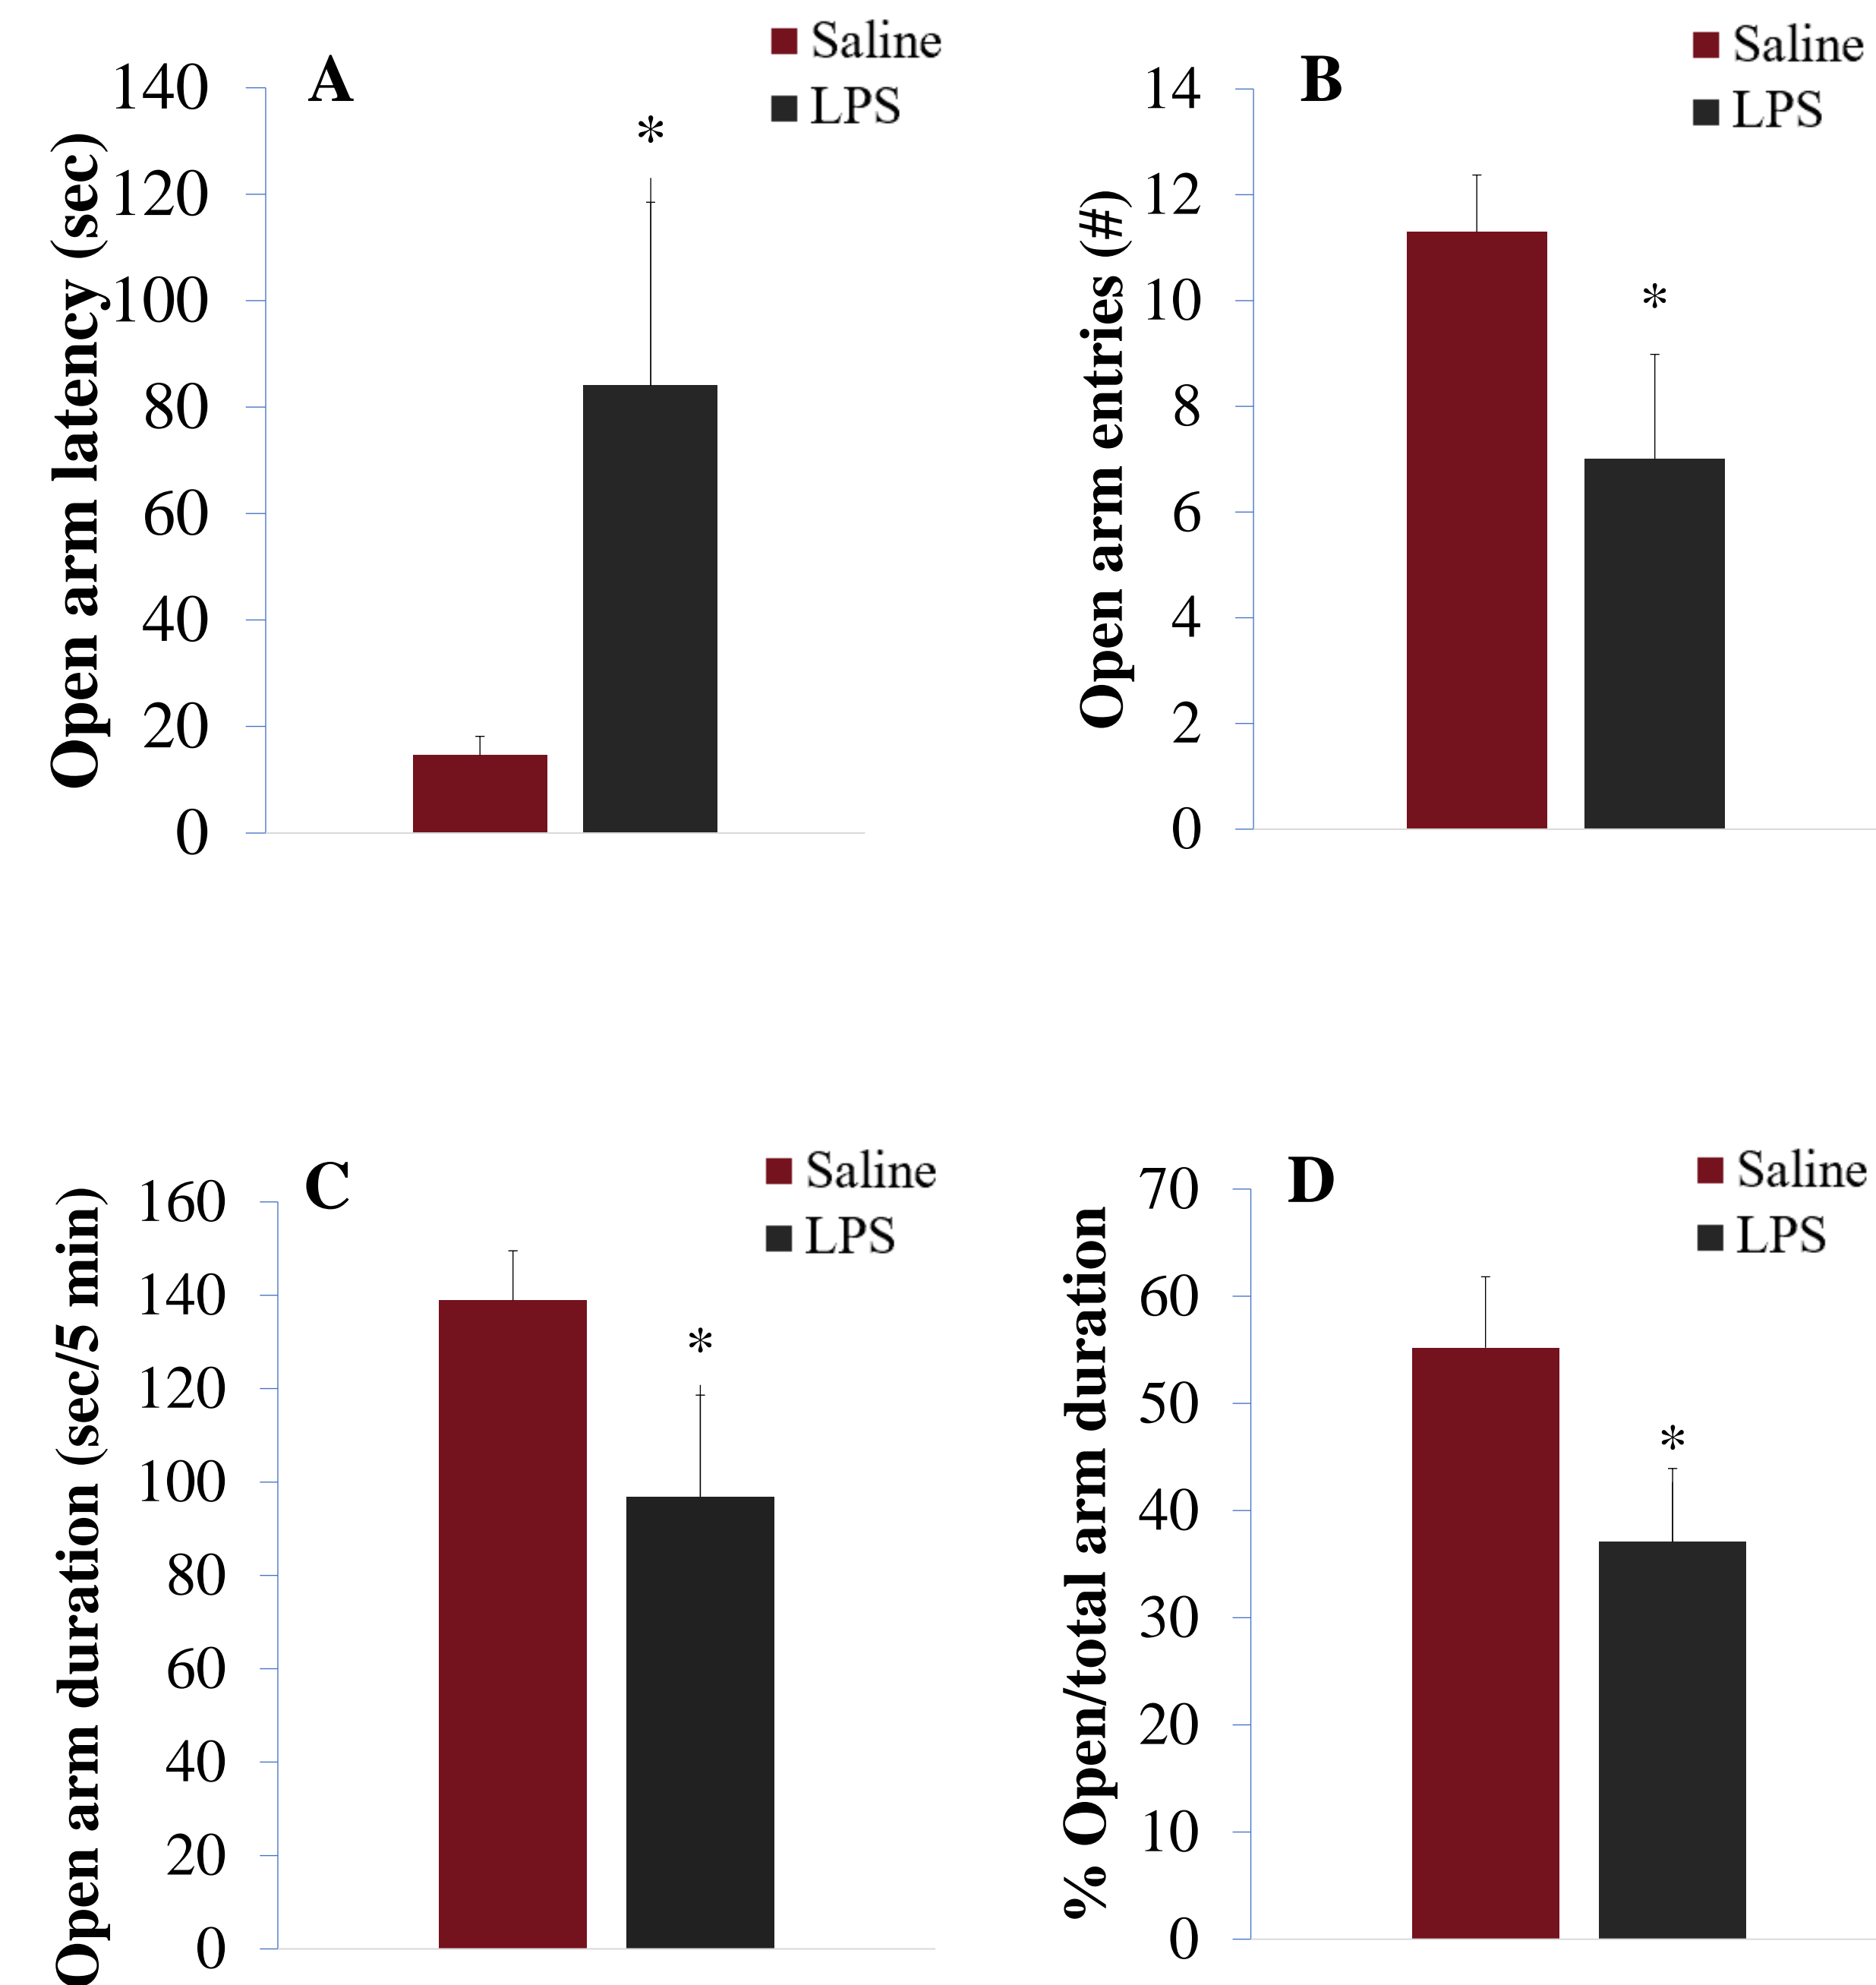 A
Saline
LPS
Open arm latency (sec)
140
120
100
80
60
40
20
0
*
B
Saline
LPS
Open arm entries (#)
14
12
10
8
6
4
2
0
*
C
Saline
LPS
Open arm duration (sec/5 min)
160
140
120
100
80
60
40
20
0
*
D
Saline
LPS
% Open/total arm duration
70
60
50
40
30
20
10
0
*